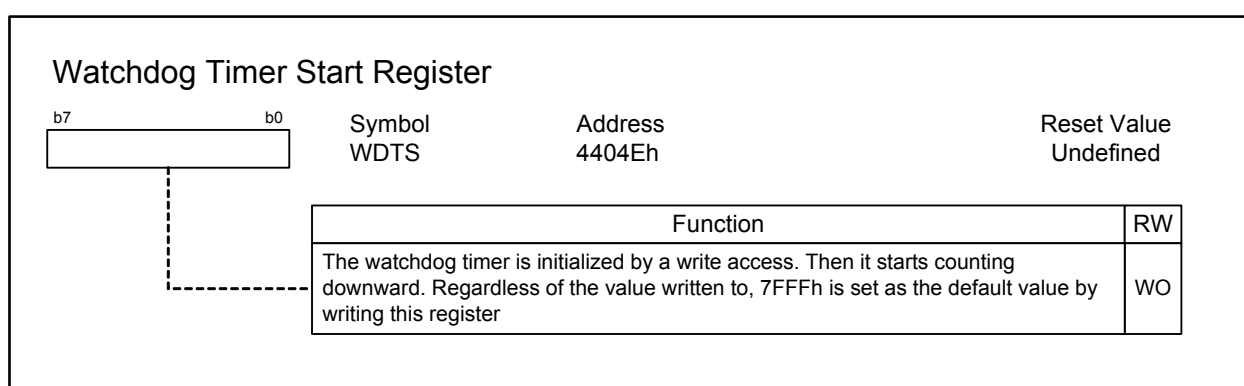 Watchdog Timer Start Register
b7 b0 Symbol Address Reset Value
WDTS 4404Eh Undefined
Function RW
The watchdog timer is initialized by a write access. Then it starts counting
downward. Regardless of the value written to, 7FFFh is set as the default value by
writing this register
WO